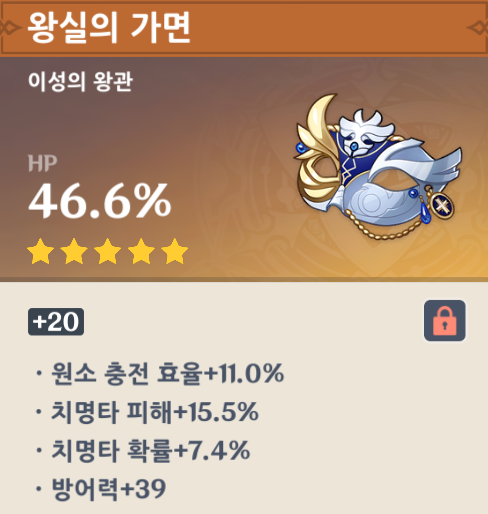 왕실의 가면
이성의 왕관
HP
46.6%
+20
· 원소 충전 효율+11.0%
· 치명타 피해+15.5%
· 치명타 확률+7.4%
· 방어력+39